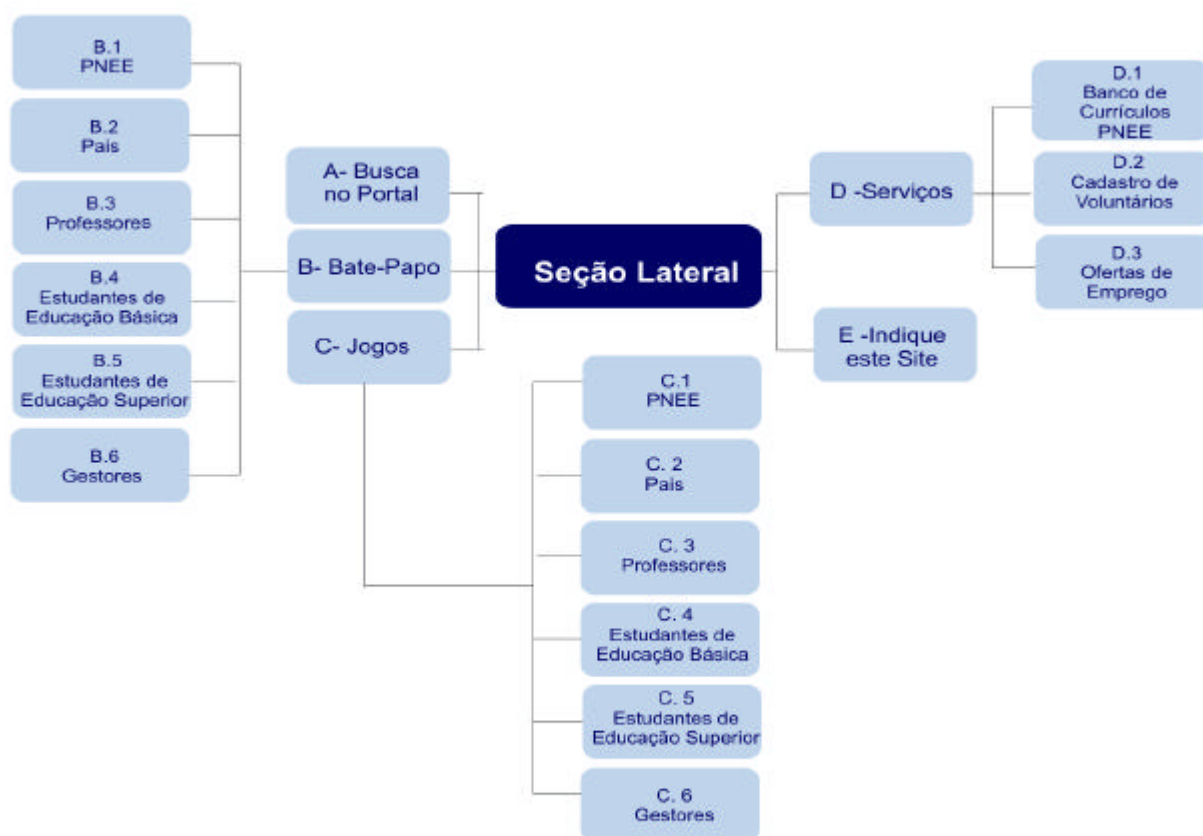 B.1
PNEE
B.2
Pais
B.3
Professores
B.4
Estudantes de
Educação Básica
B.5
Estudantes de
Educação Superior
B.6
Gestores
A- Busca
no Portal
B- Bate-Papo
C- Jogos
Seção Lateral
D -Serviços
E -Indique
este Site
D.1
Banco de
Currículos
PNEE
D.2
Cadastro de
Voluntários
D.3
Ofertas de
Emprego
C.1
PNEE
C. 2
Pais
C. 3
Professores
C. 4
Estudantes de
Educação Básica
C. 5
Estudantes de
Educação Superior
C. 6
Gestores